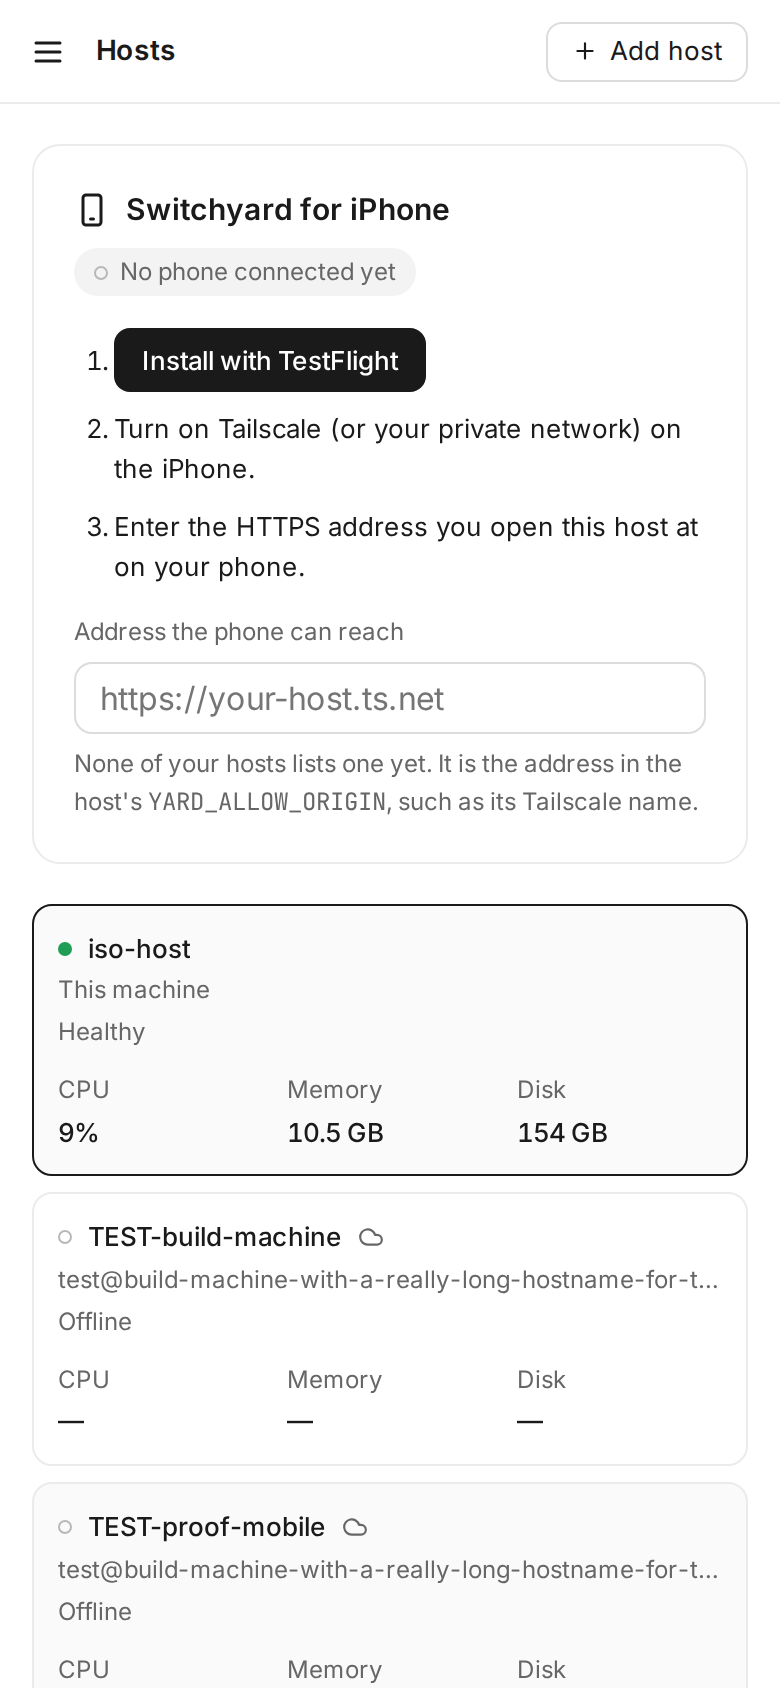 Hosts
+ Add host
Switchyard for iPhone
No phone connected yet
1. Install with TestFlight
2. Turn on Tailscale (or your private network) on
the iPhone.
3. Enter the HTTPS address you open this host at
on your phone.
Address the phone can reach
https://your-host.ts.net
None of your hosts lists one yet. It is the address in the
host's YARD_ALLOW_ORIGIN, such as its Tailscale name.
iso-host
This machine
Healthy
CPU Memory Disk
9% 10.5 GB 154 GB
TEST-build-machine
test@build-machine-with-a-really-long-hostname-for-t...
Offline
CPU Memory Disk
— — —
TEST-proof-mobile
test@build-machine-with-a-really-long-hostname-for-t...
Offline
CPU Memory Disk